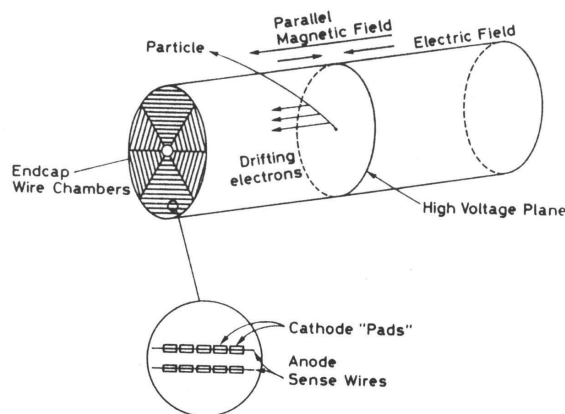 Parallel
Magnetic Field
Particle
Electric Field
Endcap
Wire Chambers
Drifting
electrons
High Voltage Plane
Cathode "Pads"
Anode
Sense Wires